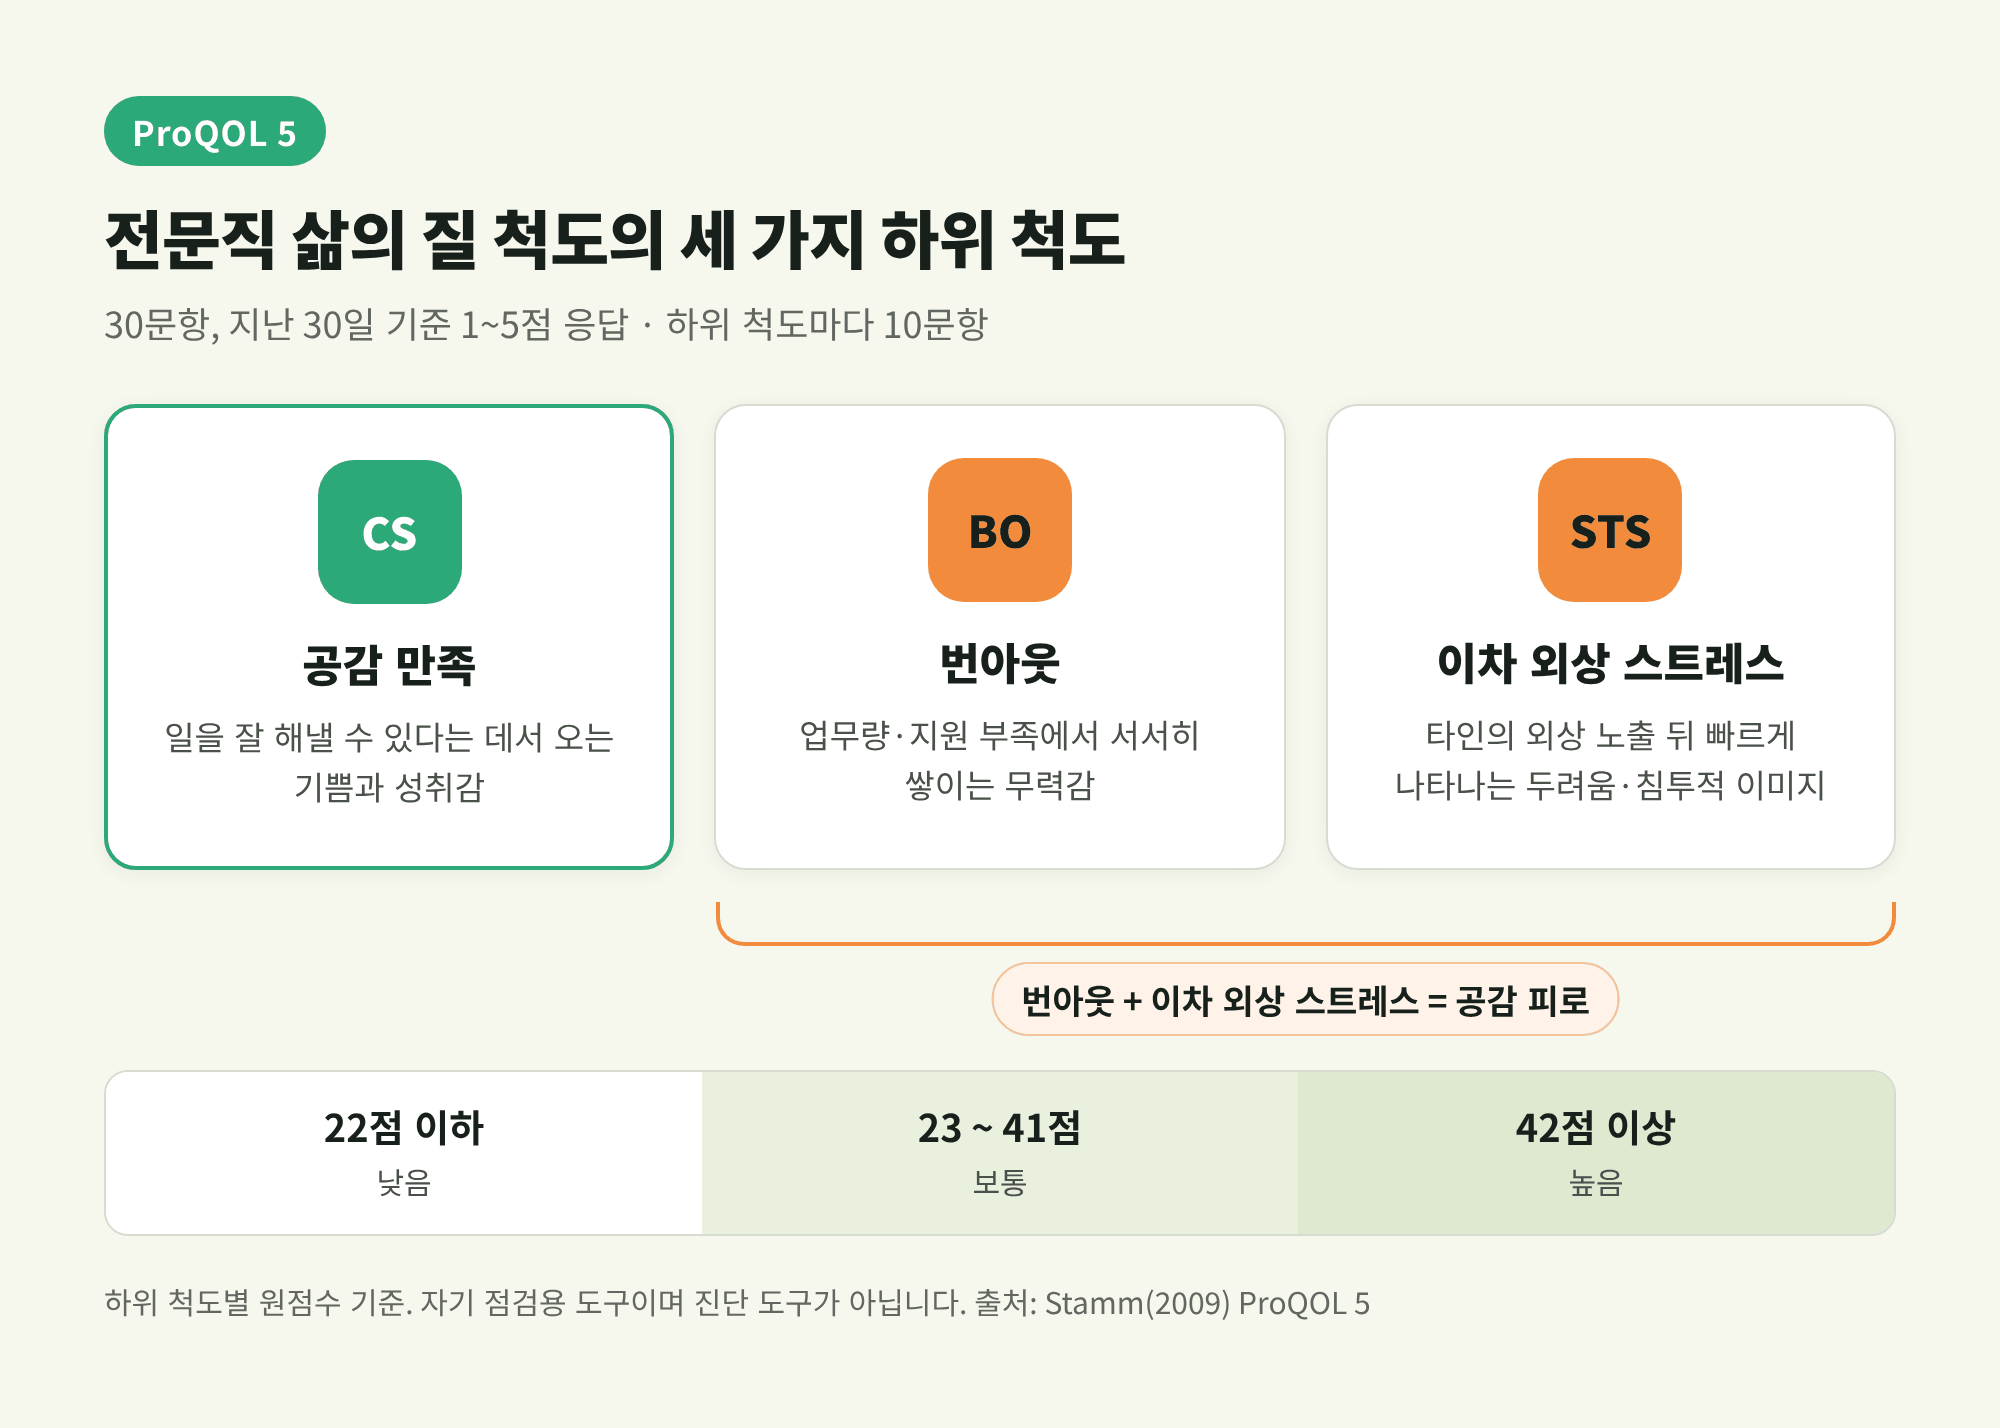 ProQOL 5
전문직 삶의 질 척도의 세 가지 하위 척도
30문항, 지난 30일 기준 1~5점 응답 · 하위 척도마다 10문항
CS
공감 만족
일을 잘 해낼 수 있다는 데서 오는
기쁨과 성취감
BO
번아웃
업무량·지원 부족에서 서서히
쌓이는 무력감
STS
이차 외상 스트레스
타인의 외상 노출 뒤 빠르게
나타나는 두려움·침투적 이미지
번아웃 + 이차 외상 스트레스 = 공감 피로
22점 이하
낮음
23 ~ 41점
보통
42점 이상
높음
하위 척도별 원점수 기준. 자기 점검용 도구이며 진단 도구가 아닙니다. 출처: Stamm(2009) ProQOL 5